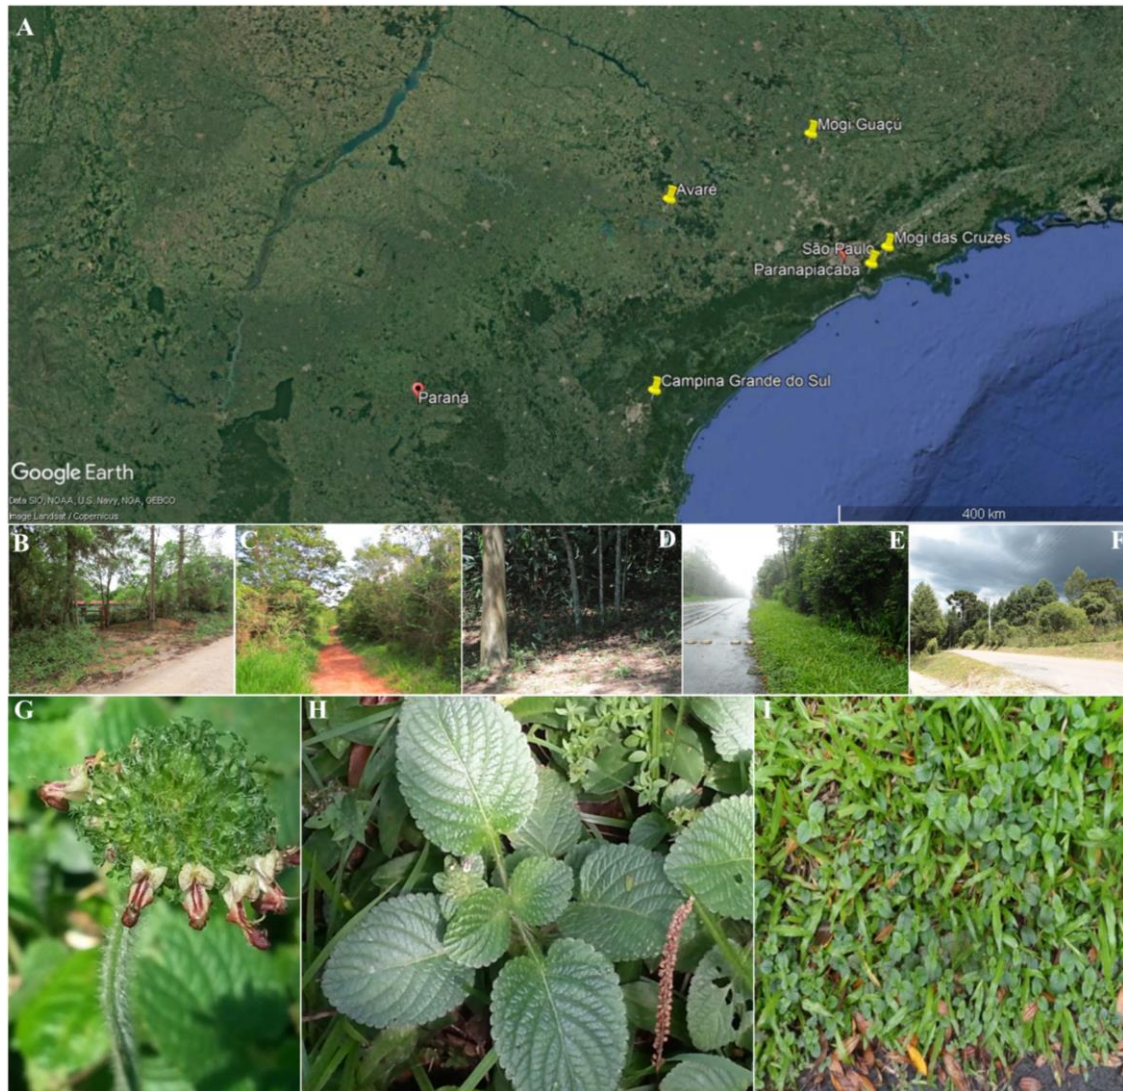 A
Mogi Guaçú
Avaré
Mogi das Cruzes
São Paulo
Paranapiacaba
Campina Grande do Sul
Paraná
Google Earth
Data SIO, NOAA, U.S. Navy, NGA, GEBCO
Image Landsat / Copernicus
400 km
B
C
D
E
F
G
H
I